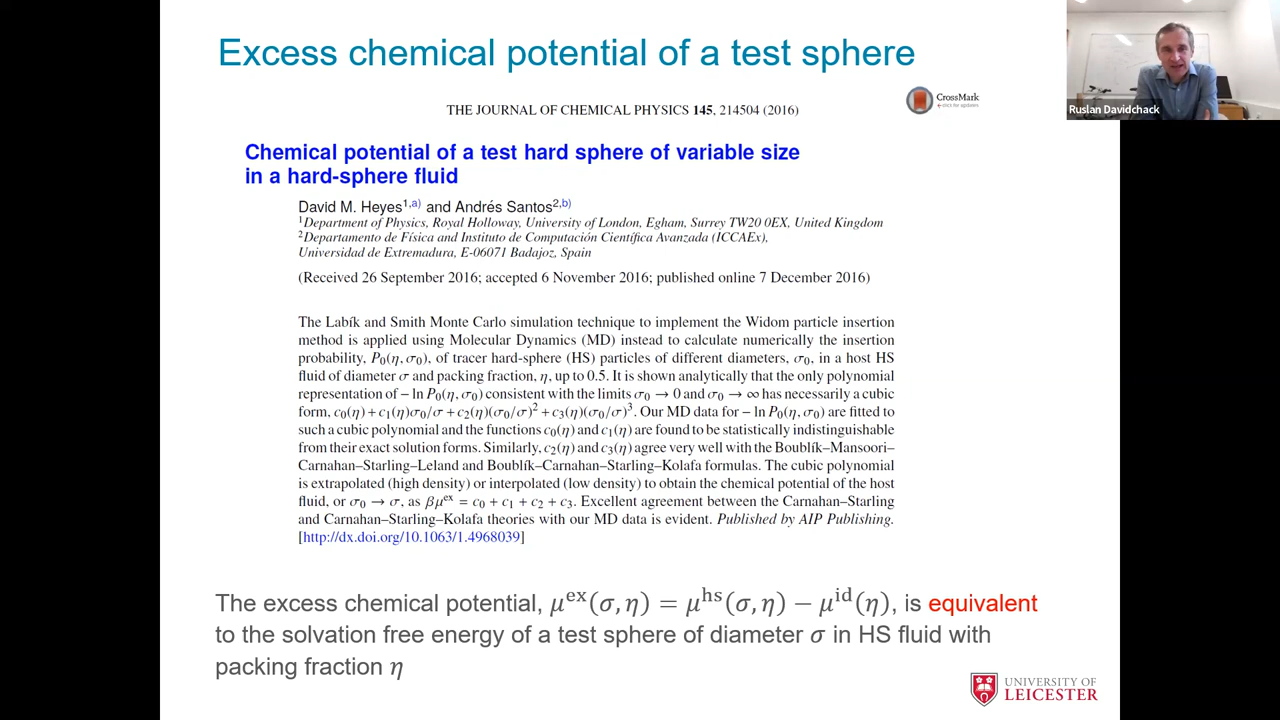 Excess chemical potential of a test sphere
THE JOURNAL OF CHEMICAL PHYSICS 145, 214504 (2016)
CrossMark
click for updates
Ruslan Davidchack
Chemical potential of a test hard sphere of variable size
in a hard-sphere fluid
David M. Heyes¹,ᵃ⁾ and Andrés Santos²,ᵇ⁾
¹Department of Physics, Royal Holloway, University of London, Egham, Surrey TW20 0EX, United Kingdom
²Departamento de Física and Instituto de Computación Científica Avanzada (ICCAEx),
Universidad de Extremadura, E-06071 Badajoz, Spain
(Received 26 September 2016; accepted 6 November 2016; published online 7 December 2016)
The Labík and Smith Monte Carlo simulation technique to implement the Widom particle insertion
method is applied using Molecular Dynamics (MD) instead to calculate numerically the insertion
probability, P₀(η, σ₀), of tracer hard-sphere (HS) particles of different diameters, σ₀, in a host HS
fluid of diameter σ and packing fraction, η, up to 0.5. It is shown analytically that the only polynomial
representation of − ln P₀(η, σ₀) consistent with the limits σ₀ → 0 and σ₀ → ∞ has necessarily a cubic
form, c₀(η) + c₁(η)σ₀/σ + c₂(η)(σ₀/σ)² + c₃(η)(σ₀/σ)³. Our MD data for − ln P₀(η, σ₀) are fitted to
such a cubic polynomial and the functions c₀(η) and c₁(η) are found to be statistically indistinguishable
from their exact solution forms. Similarly, c₂(η) and c₃(η) agree very well with the Boublík–Mansoori–
Carnahan–Starling–Leland and Boublík–Carnahan–Starling–Kolafa formulas. The cubic polynomial
is extrapolated (high density) or interpolated (low density) to obtain the chemical potential of the host
fluid, or σ₀ → σ, as βμᵉˣ = c₀ + c₁ + c₂ + c₃. Excellent agreement between the Carnahan–Starling
and Carnahan–Starling–Kolafa theories with our MD data is evident. Published by AIP Publishing.
[http://dx.doi.org/10.1063/1.4968039]
The excess chemical potential, μᵉˣ(σ, η) = μʰˢ(σ, η) − μⁱᵈ(η), is equivalent
to the solvation free energy of a test sphere of diameter σ in HS fluid with
packing fraction η
UNIVERSITY OF
LEICESTER